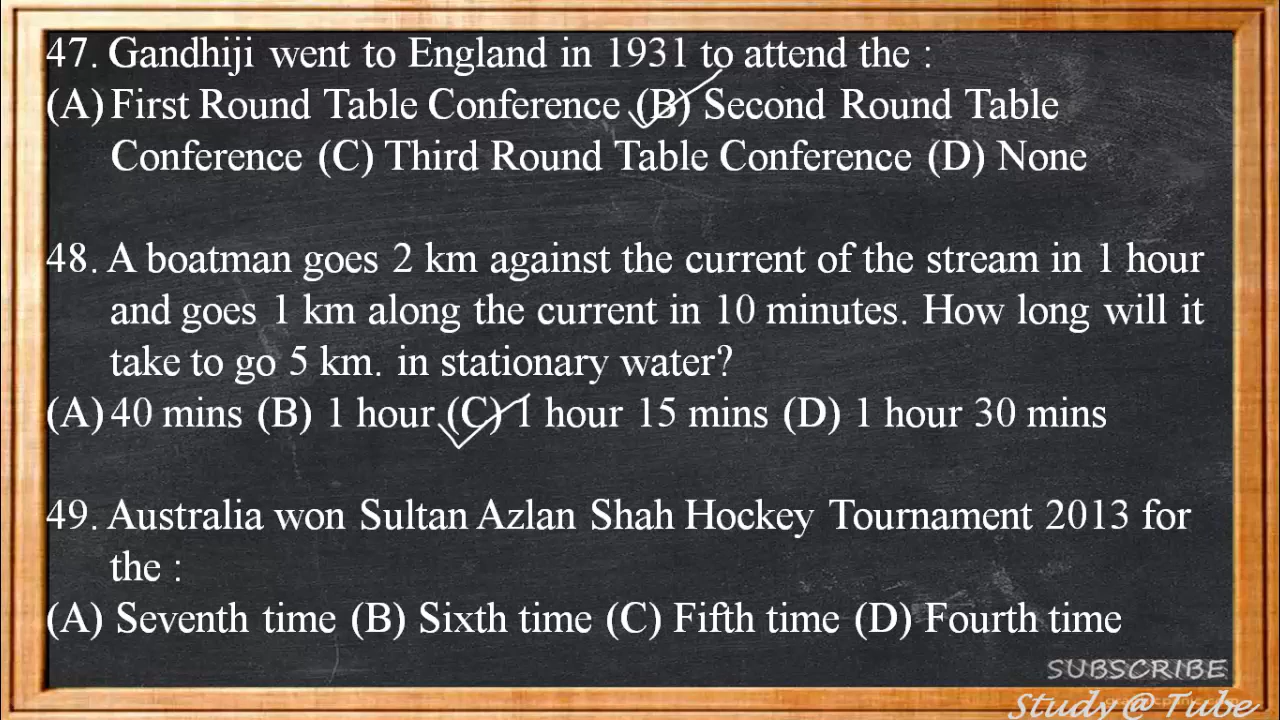 47. Gandhiji went to England in 1931 to attend the :
(A) First Round Table Conference (B) Second Round Table
Conference (C) Third Round Table Conference (D) None
48. A boatman goes 2 km against the current of the stream in 1 hour
and goes 1 km along the current in 10 minutes. How long will it
take to go 5 km. in stationary water?
(A) 40 mins (B) 1 hour (C) 1 hour 15 mins (D) 1 hour 30 mins
49. Australia won Sultan Azlan Shah Hockey Tournament 2013 for
the :
(A) Seventh time (B) Sixth time (C) Fifth time (D) Fourth time
SUBSCRIBE
Study @ Tube